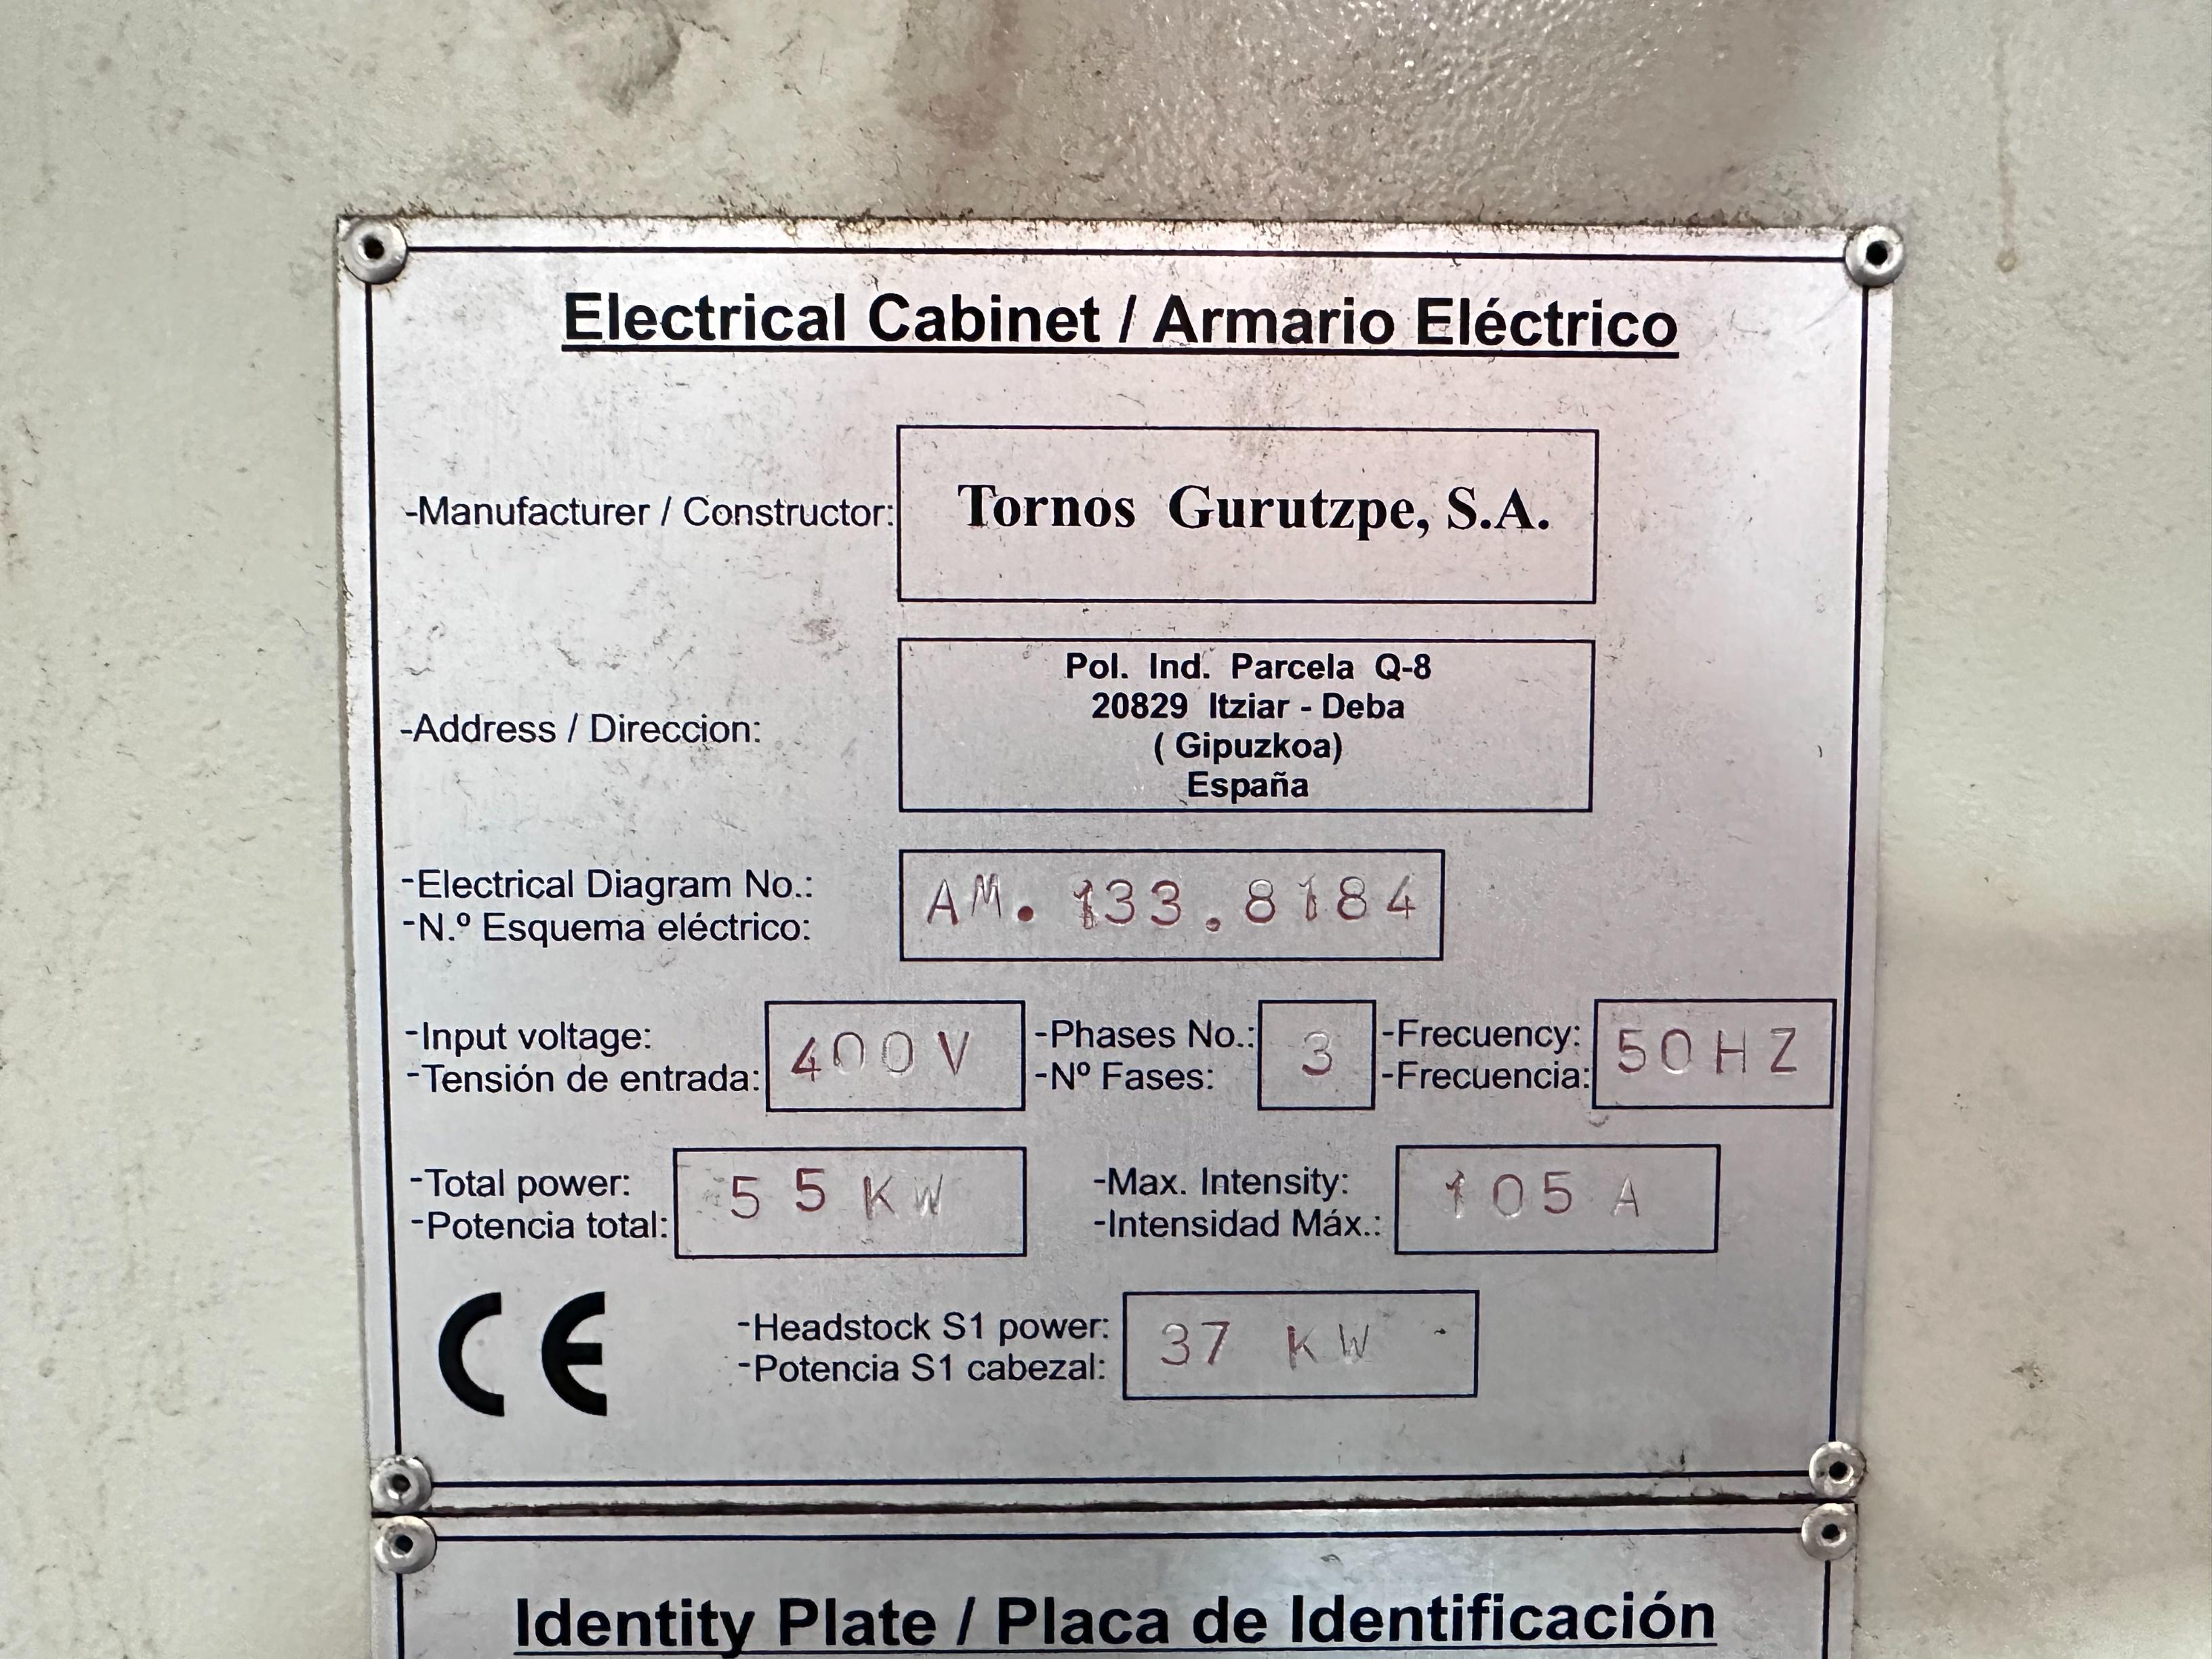 Electrical Cabinet / Armario Eléctrico
-Manufacturer / Constructor: Tornos Gurutzpe, S.A.
-Address / Direccion:
Pol. Ind. Parcela Q-8
20829 Itziar - Deba
( Gipuzkoa)
España
-Electrical Diagram No.:
-N.º Esquema eléctrico:
AM. 133.8184
-Input voltage:
-Tensión de entrada:
400V
-Phases No.:
-Nº Fases:
3
-Frecuency:
-Frecuencia:
50HZ
-Total power:
-Potencia total:
55KW
-Max. Intensity:
-Intensidad Máx.:
105A
CE
-Headstock S1 power:
-Potencia S1 cabezal:
37 KW
Identity Plate / Placa de Identificación